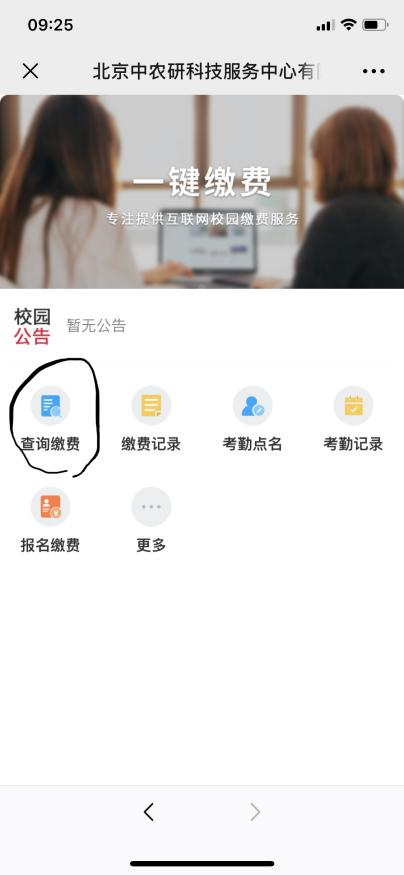 09:25
北京中农研科技服务中心有
一键缴费
专注提供互联网校园缴费服务
校园
公告
暂无公告
查询缴费 缴费记录 考勤点名 考勤记录
报名缴费 更多